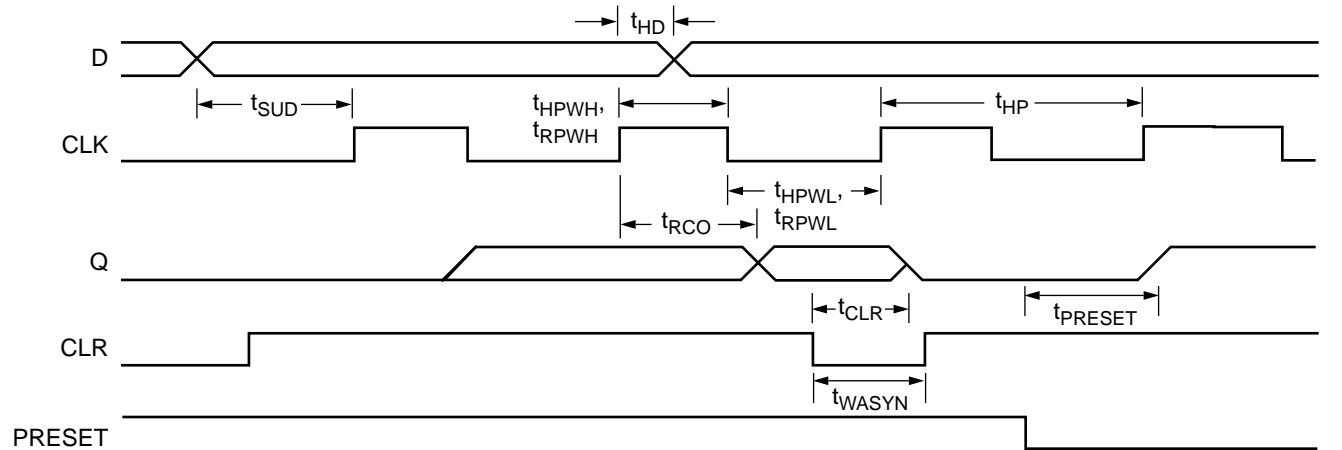 tHD
D
tSUD
tHPWH,
tRPWH
tHP
CLK
tHPWL,
tRPWL
tRCO
Q
tCLR
tPRESET
CLR
tWASYN
PRESET